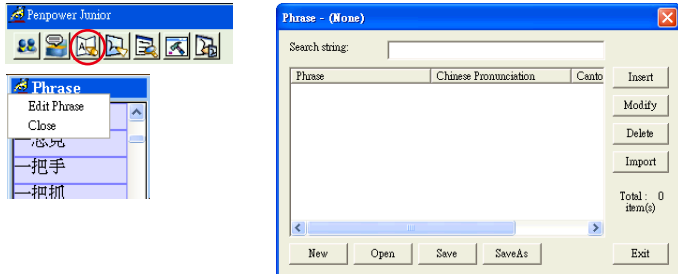 Penpower Junior
Phrase
Edit Phrase
Close
一把手
一把抓
Phrase - (None)
Search string:
Phrase Chinese Pronunciation Canto
Insert
Modify
Delete
Import
Total : 0
item(s)
New Open Save SaveAs Exit